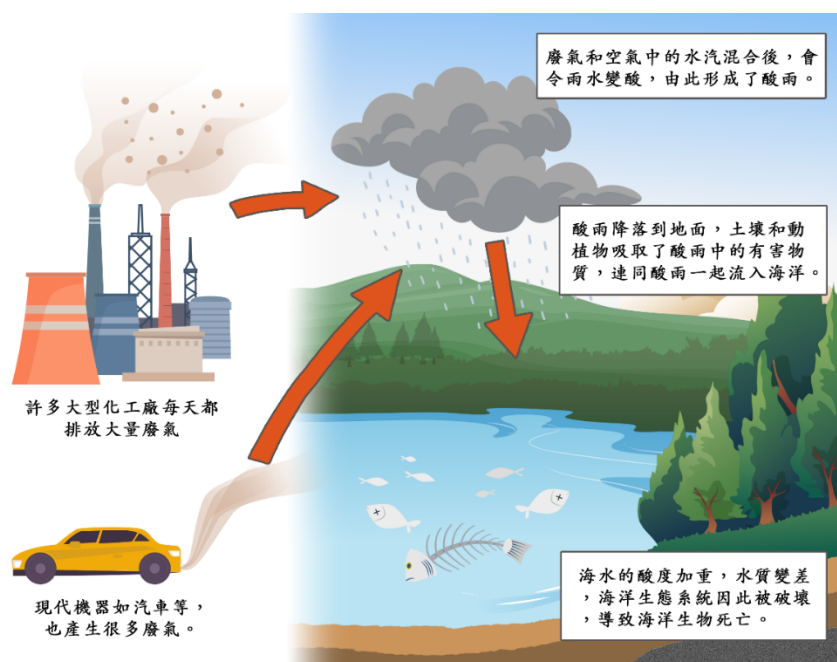 廢氣和空氣中的水汽混合後，會
令雨水變酸，由此形成了酸雨。
酸雨降落到地面，土壤和動
植物吸取了酸雨中的有害物
質，連同酸雨一起流入海洋。
許多大型化工廠每天都
排放大量廢氣
現代機器如汽車等，
也產生很多廢氣。
海水的酸度加重，水質變差
，海洋生態系統因此被破壞
，導致海洋生物死亡。